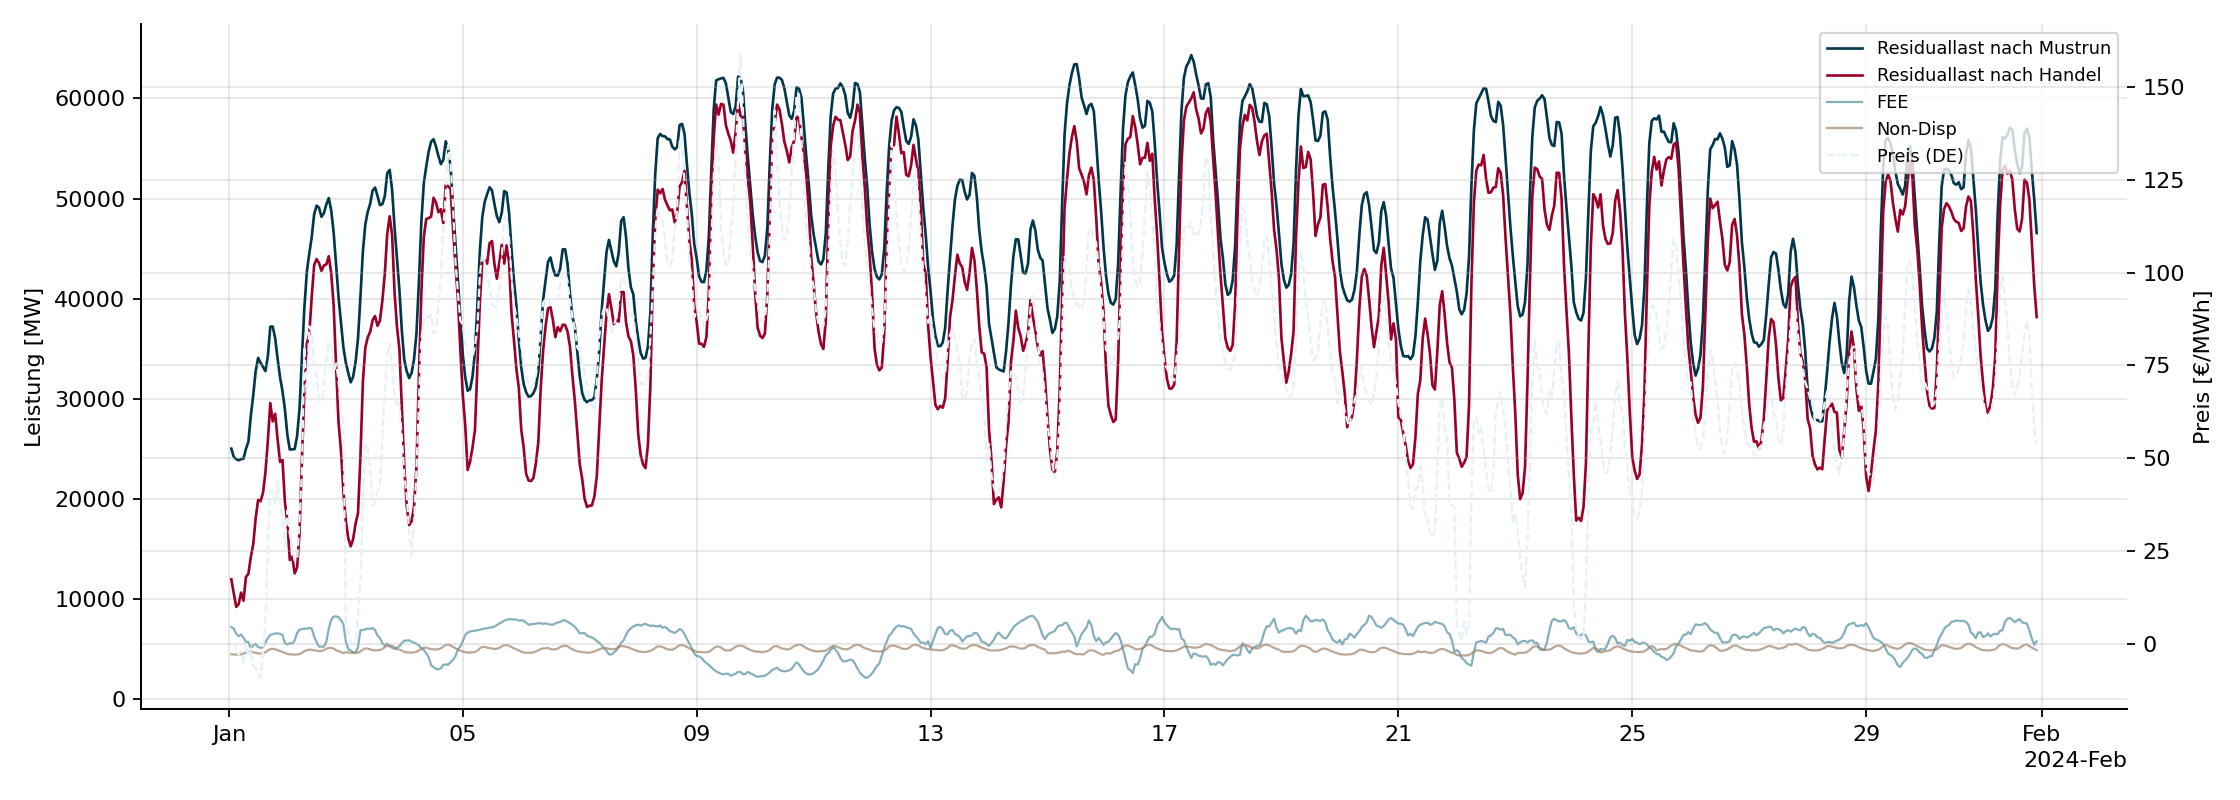 Residuallast nach Mustrun
Residuallast nach Handel
FEE
Non-Disp
Preis (DE)
Leistung [MW]
60000
50000
40000
30000
20000
10000
0
Preis [€/MWh]
150
125
100
75
50
25
0
Jan 05 09 13 17 21 25 29 Feb
2024-Feb